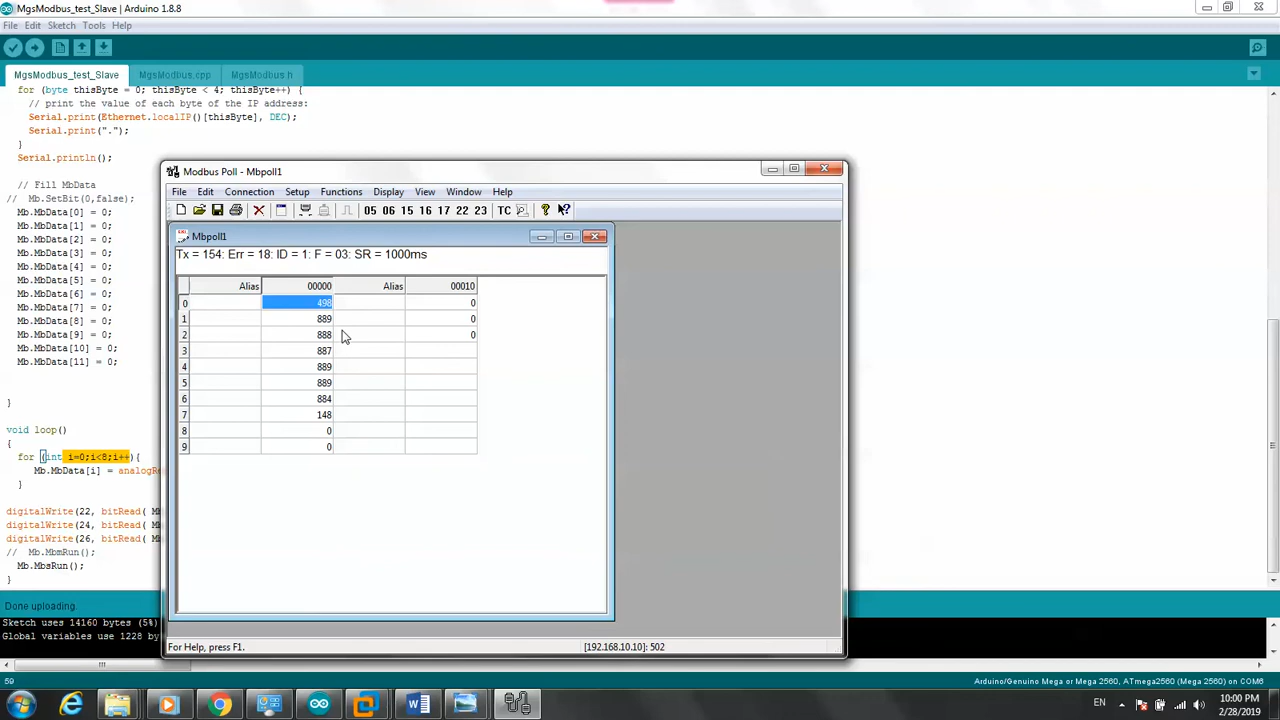 MgsModbus_test_Slave | Arduino 1.8.8
File Edit Sketch Tools Help
MgsModbus_test_Slave MgsModbus.cpp MgsModbus.h
for (byte thisByte = 0; thisByte < 4; thisByte++) {
// print the value of each byte of the IP address:
Serial.print(Ethernet.localIP()[thisByte], DEC);
Serial.print(".");
}
Serial.println();
// Fill MbData
// Mb.SetBit(0,false);
Mb.MbData[0] = 0;
Mb.MbData[1] = 0;
Mb.MbData[2] = 0;
Mb.MbData[3] = 0;
Mb.MbData[4] = 0;
Mb.MbData[5] = 0;
Mb.MbData[6] = 0;
Mb.MbData[7] = 0;
Mb.MbData[8] = 0;
Mb.MbData[9] = 0;
Mb.MbData[10] = 0;
Mb.MbData[11] = 0;
}
void loop()
{
for (int i=0;i<8;i++){
Mb.MbData[i] = analogRe
}
digitalWrite(22, bitRead( Mb
digitalWrite(24, bitRead( Mb
digitalWrite(26, bitRead( Mb
// Mb.MbmRun();
Mb.MbsRun();
}
Modbus Poll - Mbpoll1
File Edit Connection Setup Functions Display View Window Help
05 06 15 16 17 22 23 TC
Mbpoll1
Tx = 154: Err = 18: ID = 1: F = 03: SR = 1000ms
Alias 00000 Alias 00010
0 498 0
1 889 0
2 888 0
3 887
4 889
5 889
6 884
7 148
8 0
9 0
For Help, press F1. [192.168.10.10]: 502
Done uploading.
Sketch uses 14160 bytes (5%)
Global variables use 1228 by
59 Arduino/Genuino Mega or Mega 2560, ATmega2560 (Mega 2560) on COM6
EN 10:00 PM
2/28/2019